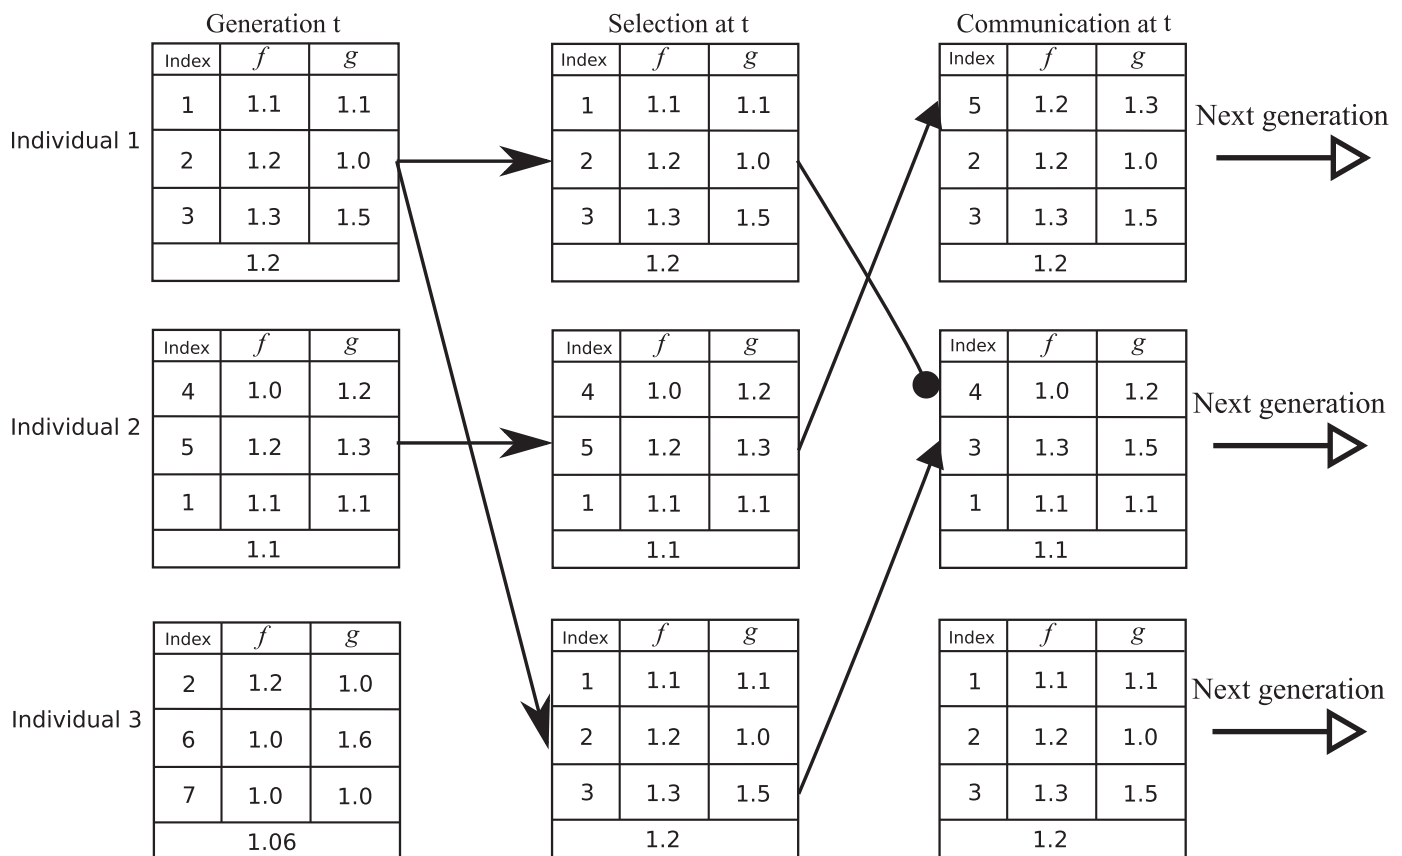 Generation t Selection at t Communication at t
Index f g Index f g Index f g
1 1.1 1.1 1 1.1 1.1 5 1.2 1.3 Next generation
Individual 1 2 1.2 1.0 2 1.2 1.0 2 1.2 1.0
3 1.3 1.5 3 1.3 1.5 3 1.3 1.5
1.2 1.2 1.2
Index f g Index f g Index f g
4 1.0 1.2 4 1.0 1.2 4 1.0 1.2 Next generation
Individual 2 5 1.2 1.3 5 1.2 1.3 3 1.3 1.5
1 1.1 1.1 1 1.1 1.1 1 1.1 1.1
1.1 1.1 1.1
Index f g Index f g Index f g
2 1.2 1.0 1 1.1 1.1 1 1.1 1.1 Next generation
Individual 3 6 1.0 1.6 2 1.2 1.0 2 1.2 1.0
7 1.0 1.0 3 1.3 1.5 3 1.3 1.5
1.06 1.2 1.2